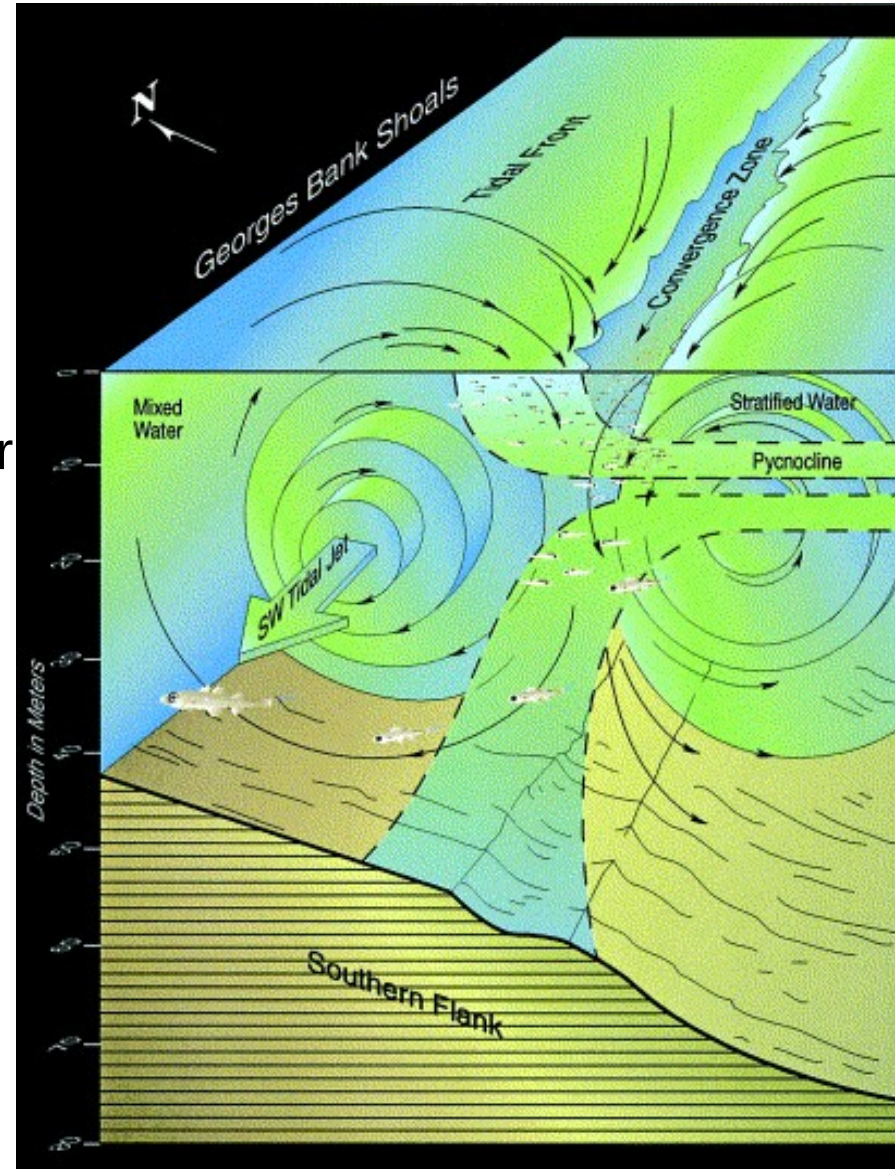 N
Georges Bank Shoals
Tidal Front
Convergence Zone
Mixed
Water
Stratified Water
r
Pycnocline
SW Tidal Jet
Depth in Meters
Southern Flank